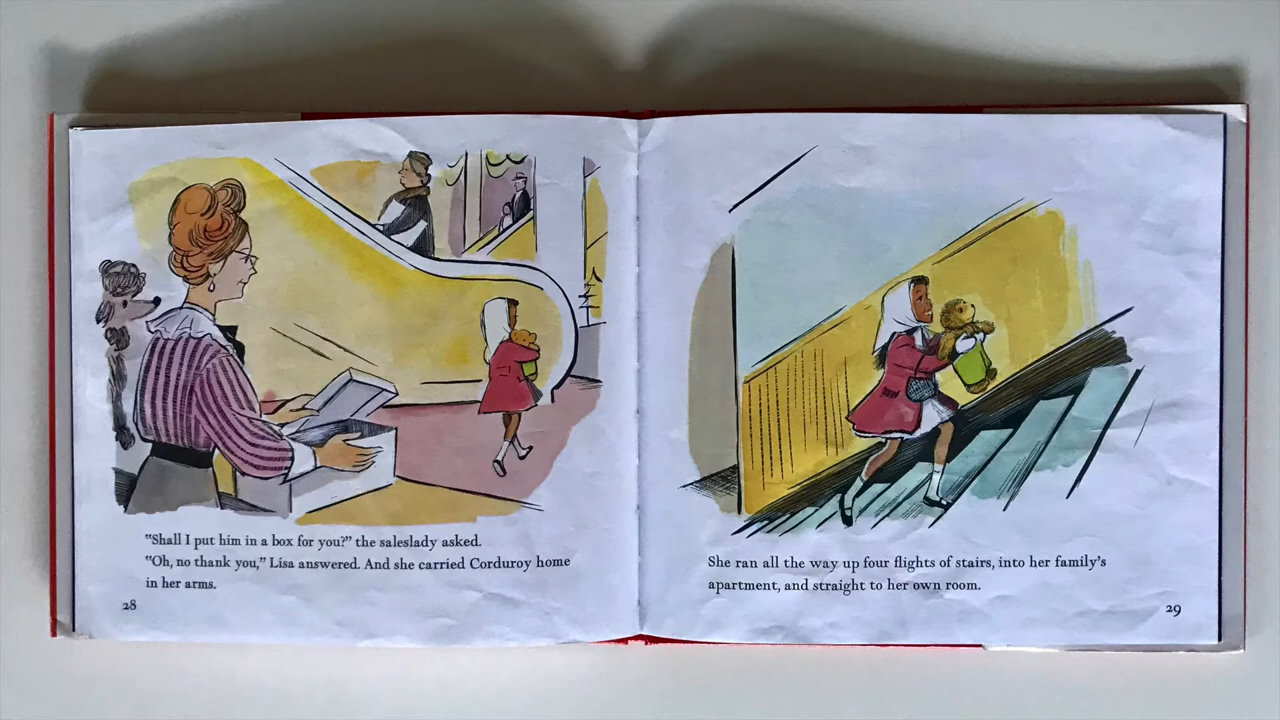 "Shall I put him in a box for you?" the saleslady asked.
"Oh, no thank you," Lisa answered. And she carried Corduroy home
in her arms.
28
She ran all the way up four flights of stairs, into her family's
apartment, and straight to her own room.
29